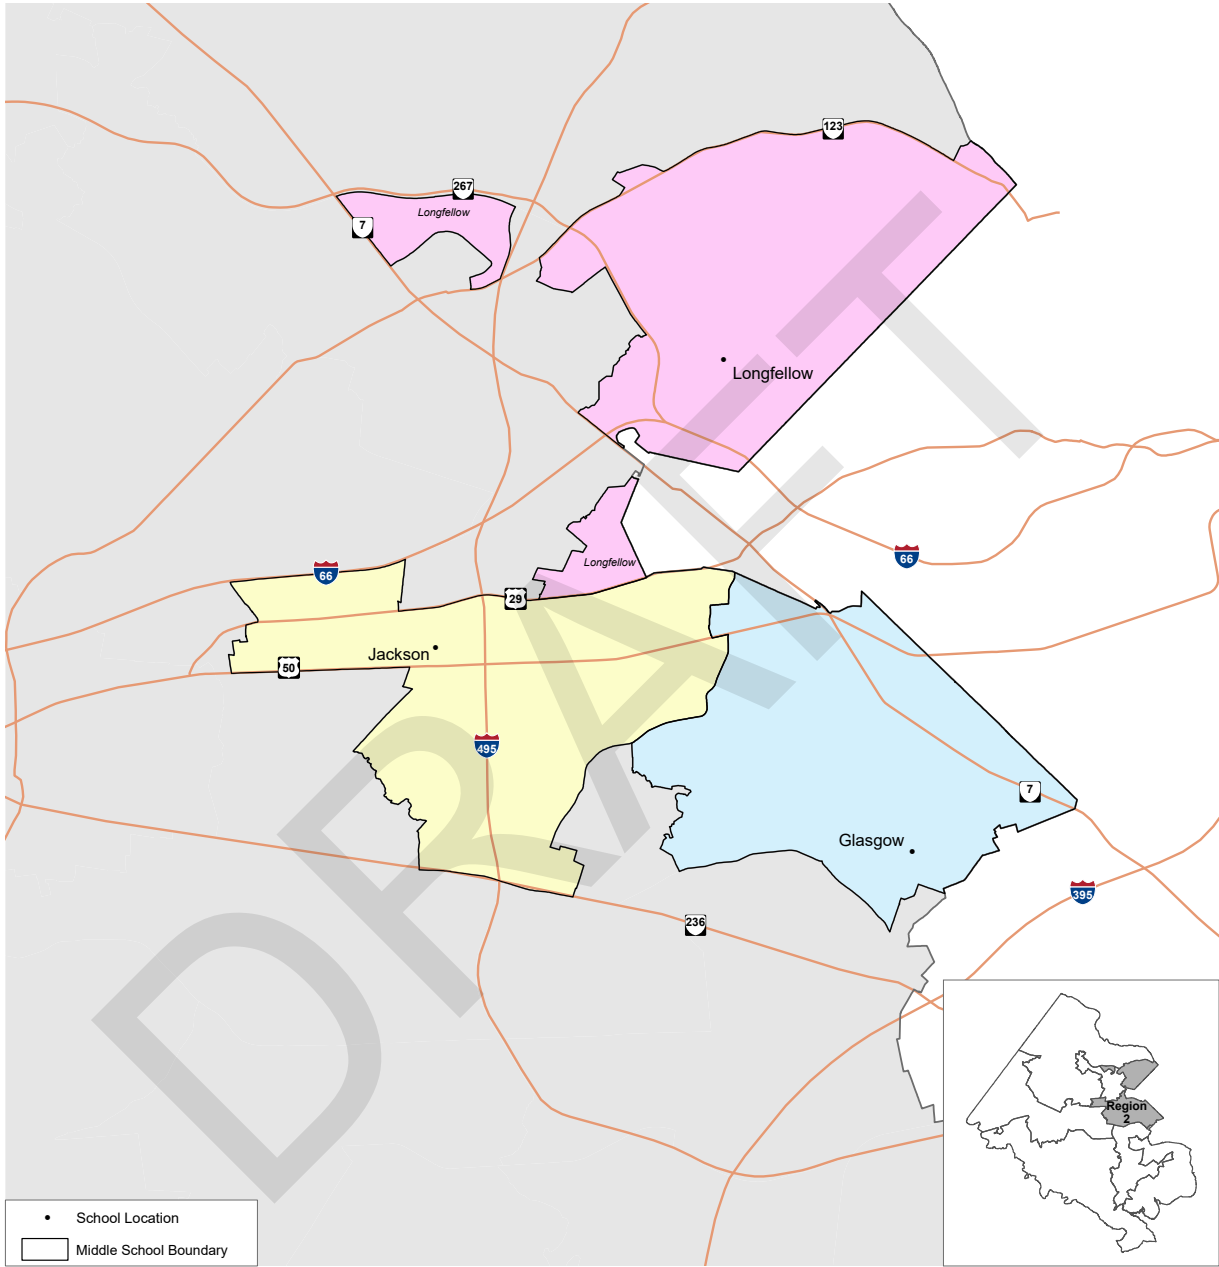 123
267
Longfellow
7
Longfellow
66
Longfellow
66
29
Jackson
50
495
7
Glasgow
395
236
DRAFT
Region
2
School Location
Middle School Boundary